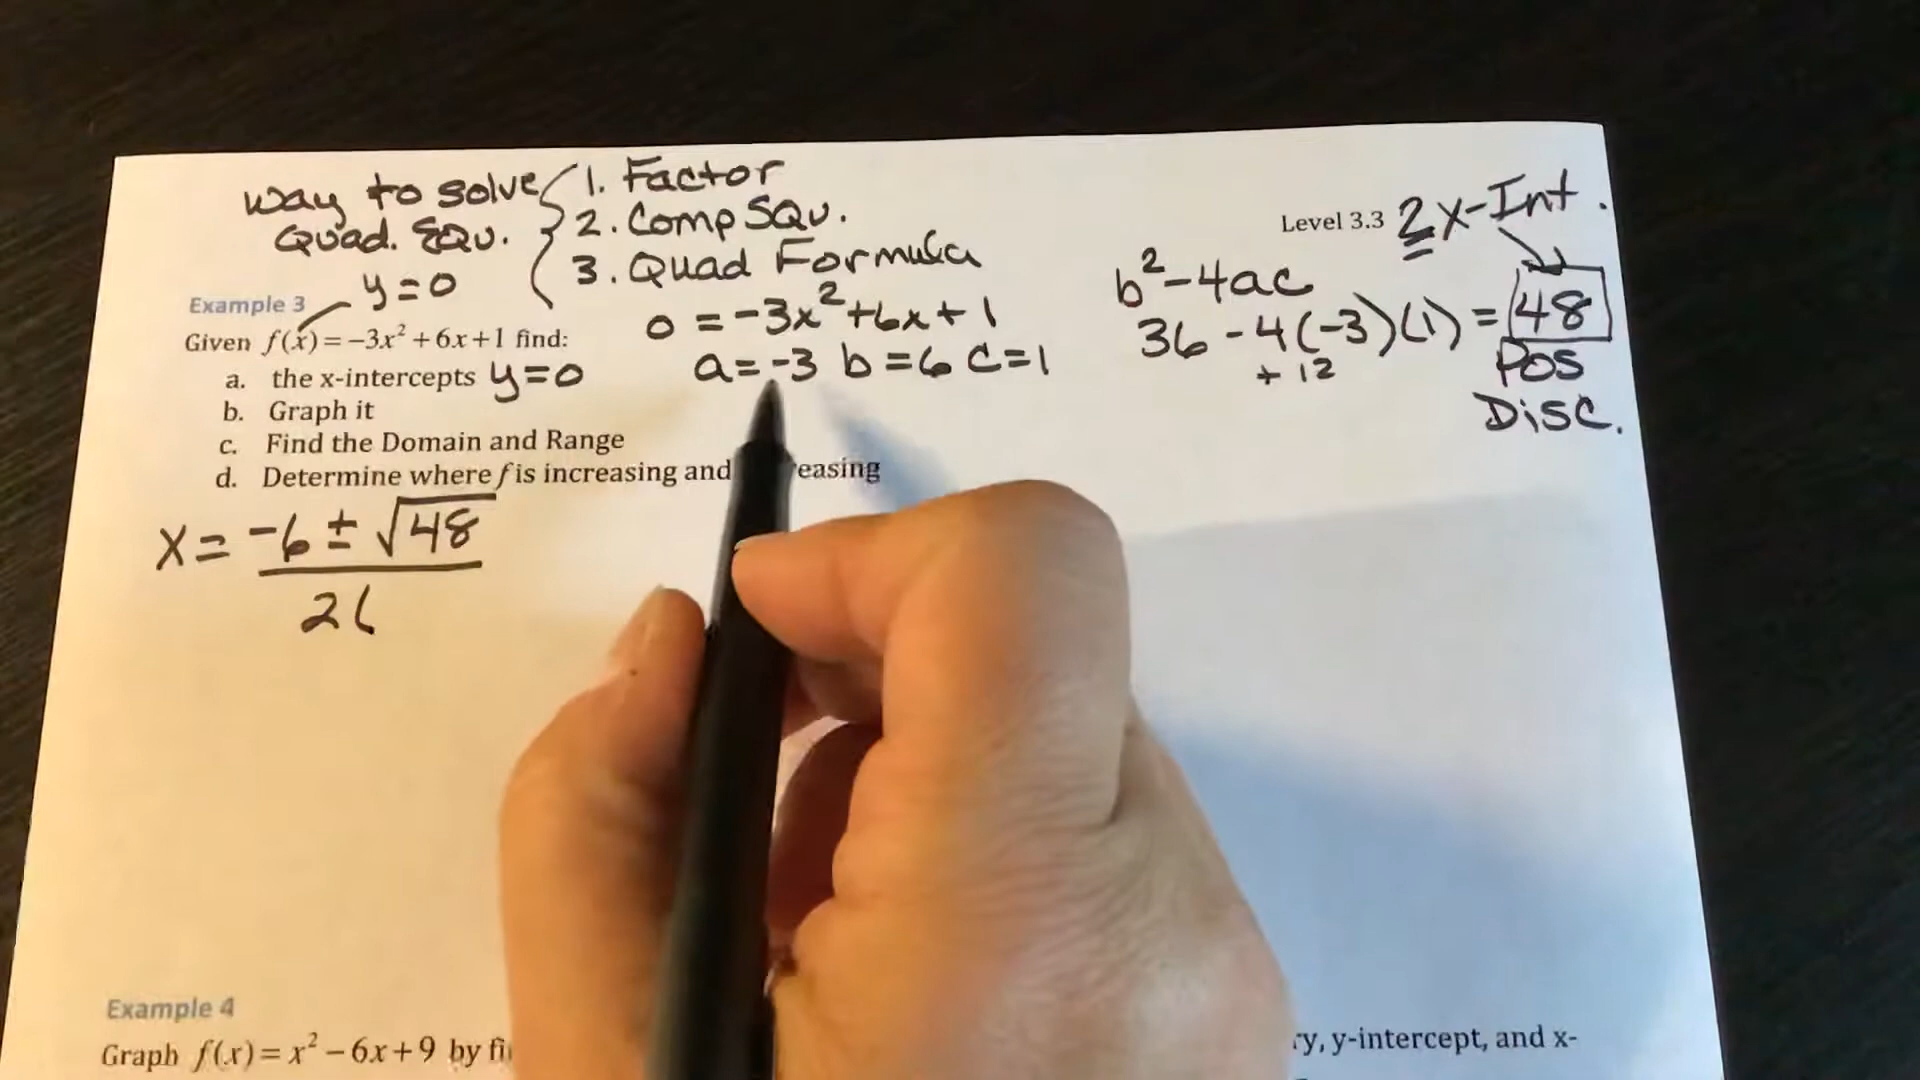 Way to solve Quad. Equ. { 1. Factor
2. Comp Squ.
3. Quad Formula
Level 3.3 2 x-Int.
Example 3 y=0
Given f(x) = −3x² + 6x + 1 find:
a. the x-intercepts y=0
b. Graph it
c. Find the Domain and Range
d. Determine where f is increasing and easing
0 = -3x² + 6x + 1
a = -3 b = 6 c = 1
b² - 4ac
36 - 4(-3)(1) = 48
+ 12
Pos
Disc.
x = -6 ± √48
2(
Example 4
Graph f(x) = x² − 6x + 9 by y, y-intercept, and x-